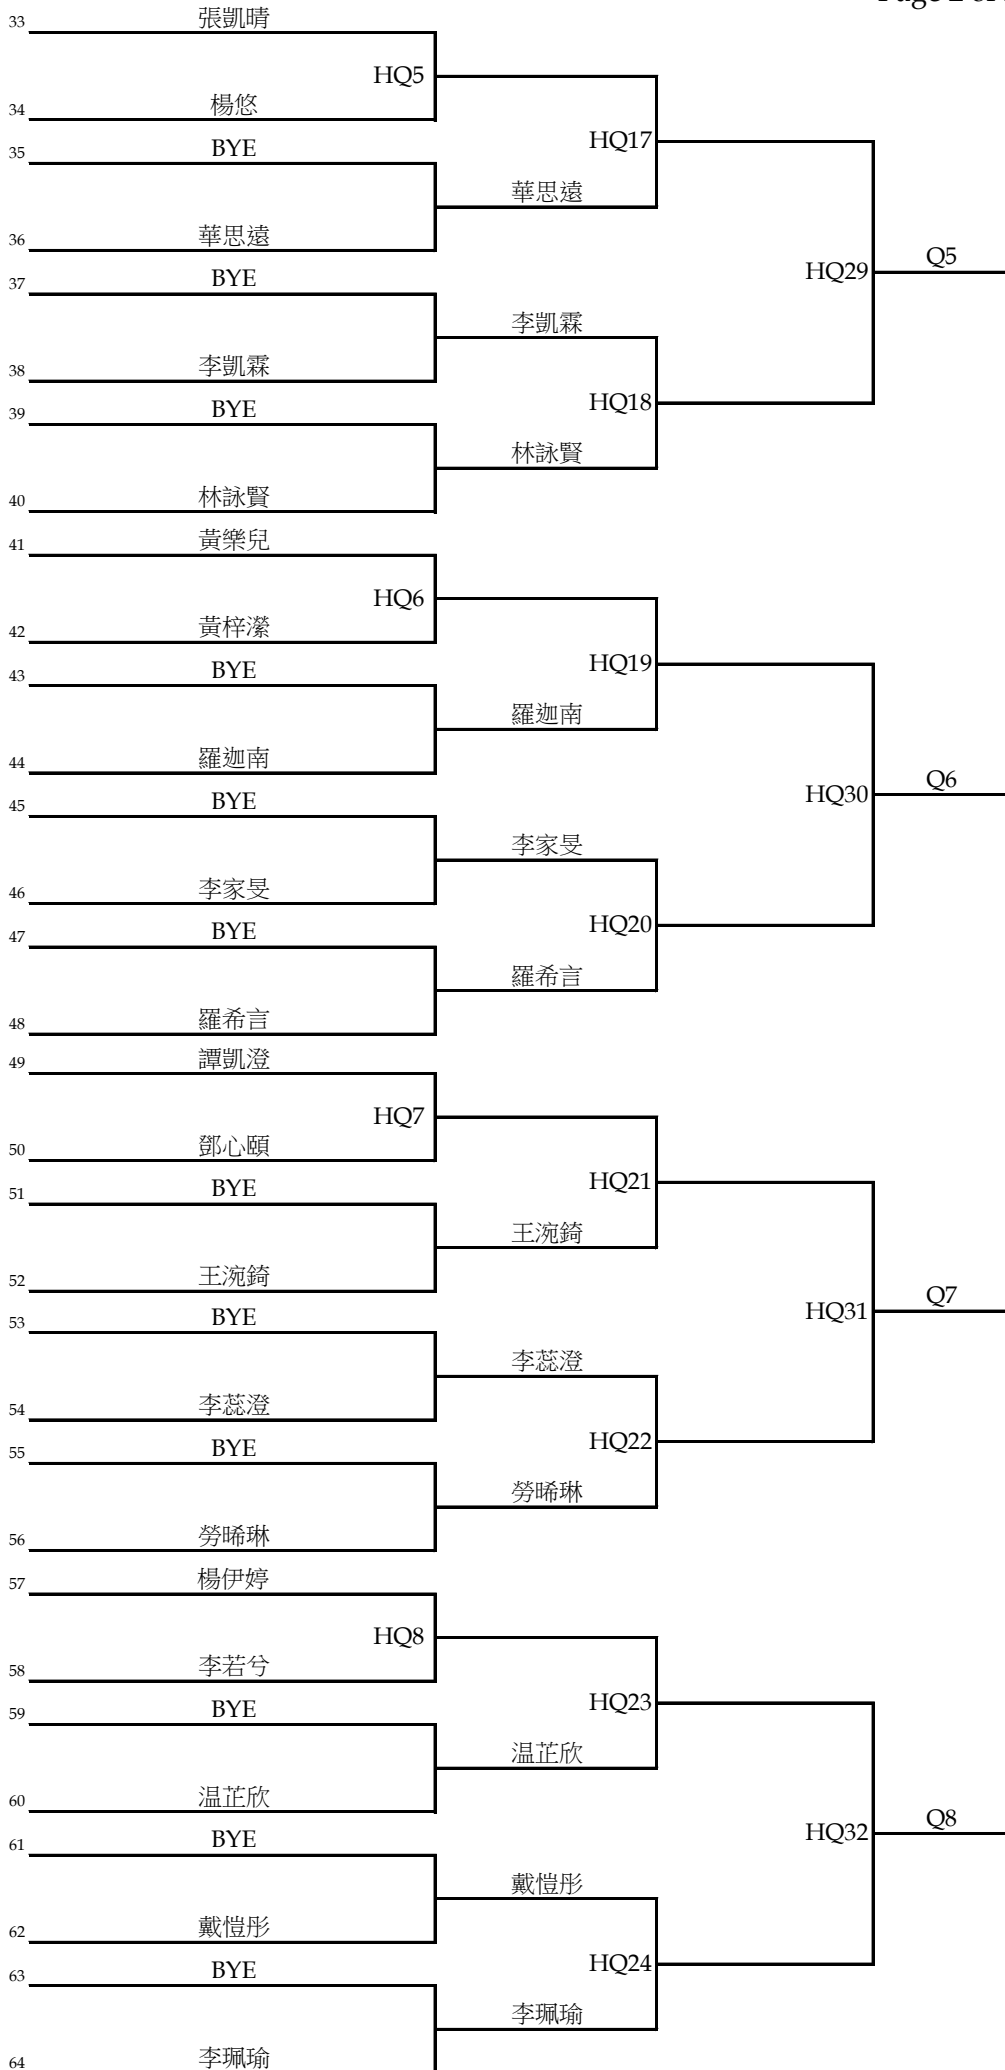 33 張凱晴
HQ5
34 楊悠
35 BYE
HQ17
華思遠
36 華思遠
37 BYE
HQ29 Q5
李凱霖
38 李凱霖
39 BYE
HQ18
林詠賢
40 林詠賢
41 黃樂兒
HQ6
42 黃梓瀠
43 BYE
HQ19
羅迦南
44 羅迦南
45 BYE
HQ30 Q6
李家旻
46 李家旻
47 BYE
HQ20
羅希言
48 羅希言
49 譚凱澄
HQ7
50 鄧心頤
51 BYE
HQ21
王涴錡
52 王涴錡
53 BYE
HQ31 Q7
李蕊澄
54 李蕊澄
55 BYE
HQ22
勞晞琳
56 勞晞琳
57 楊伊婷
HQ8
58 李若兮
59 BYE
HQ23
温芷欣
60 温芷欣
61 BYE
HQ32 Q8
戴愷彤
62 戴愷彤
63 BYE
HQ24
李珮瑜
64 李珮瑜